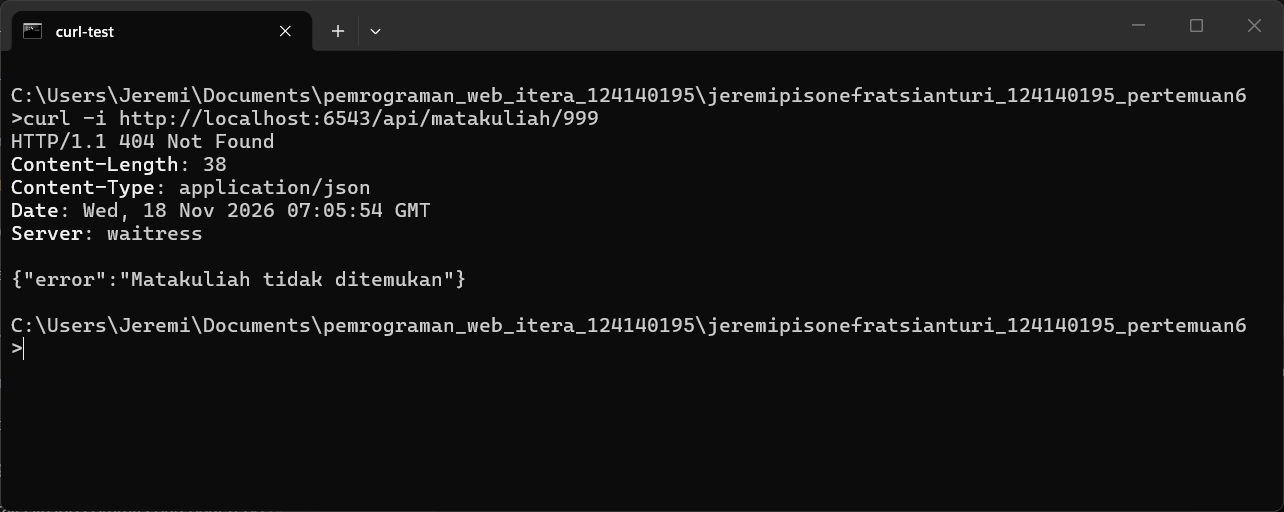 curl-test
C:\Users\Jeremi\Documents\pemrograman_web_itera_124140195\jeremipisonefratsianturi_124140195_pertemuan6
>curl -i http://localhost:6543/api/matakuliah/999
HTTP/1.1 404 Not Found
Content-Length: 38
Content-Type: application/json
Date: Wed, 18 Nov 2026 07:05:54 GMT
Server: waitress
{"error":"Matakuliah tidak ditemukan"}
C:\Users\Jeremi\Documents\pemrograman_web_itera_124140195\jeremipisonefratsianturi_124140195_pertemuan6
>